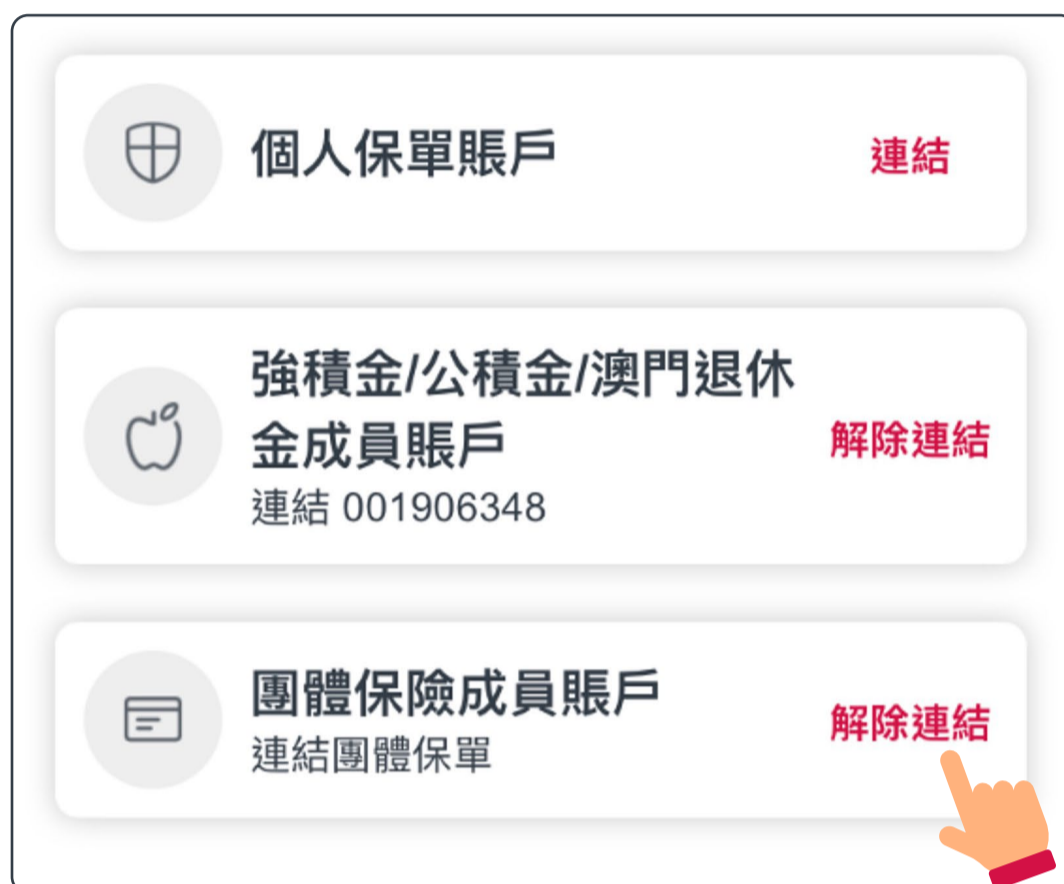 個人保單賬戶
連結
強積金/公積金/澳門退休
金成員賬戶
連結 001906348
解除連結
團體保險成員賬戶
連結團體保單
解除連結